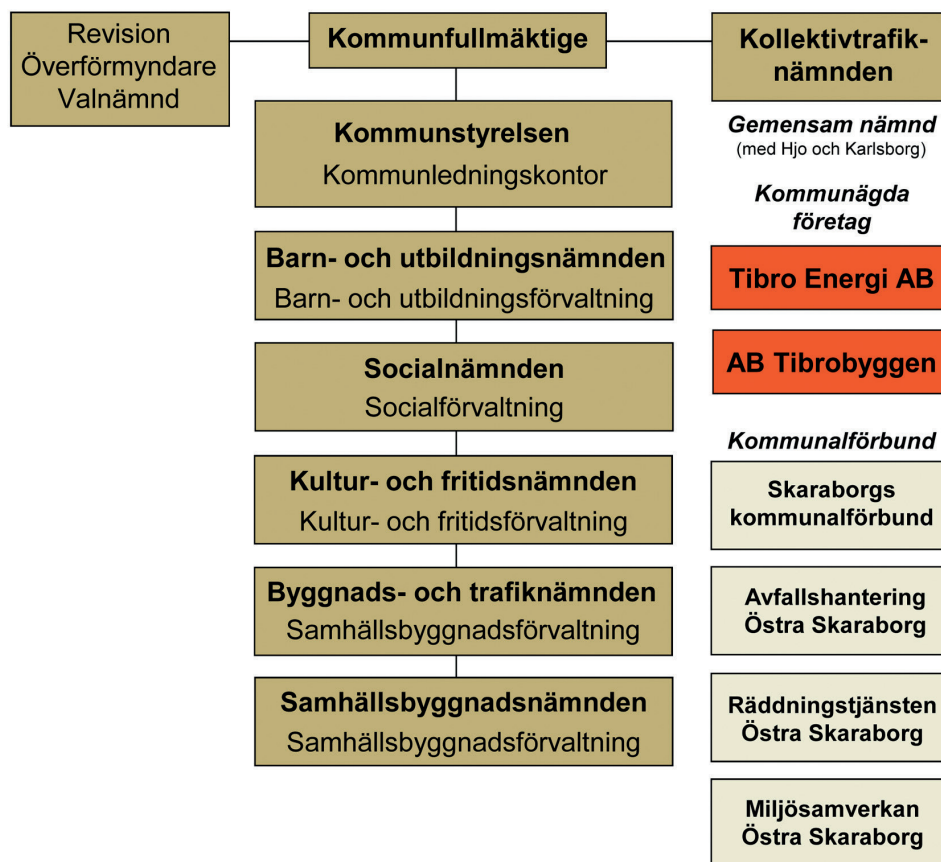 Revision
Överförmyndare
Valnämnd
Kommunfullmäktige
Kommunstyrelsen
Kommunledningskontor
Barn- och utbildningsnämnden
Barn- och utbildningsförvaltning
Socialnämnden
Socialförvaltning
Kultur- och fritidsnämnden
Kultur- och fritidsförvaltning
Byggnads- och trafiknämnden
Samhällsbyggnadsförvaltning
Samhällsbyggnadsnämnden
Samhällsbyggnadsförvaltning
Kollektivtrafik-
nämnden
Gemensam nämnd
(med Hjo och Karlsborg)
Kommunägda
företag
Tibro Energi AB
AB Tibrobyggen
Kommunalförbund
Skaraborgs
kommunalförbund
Avfallshantering
Östra Skaraborg
Räddningstjänsten
Östra Skaraborg
Miljösamverkan
Östra Skaraborg